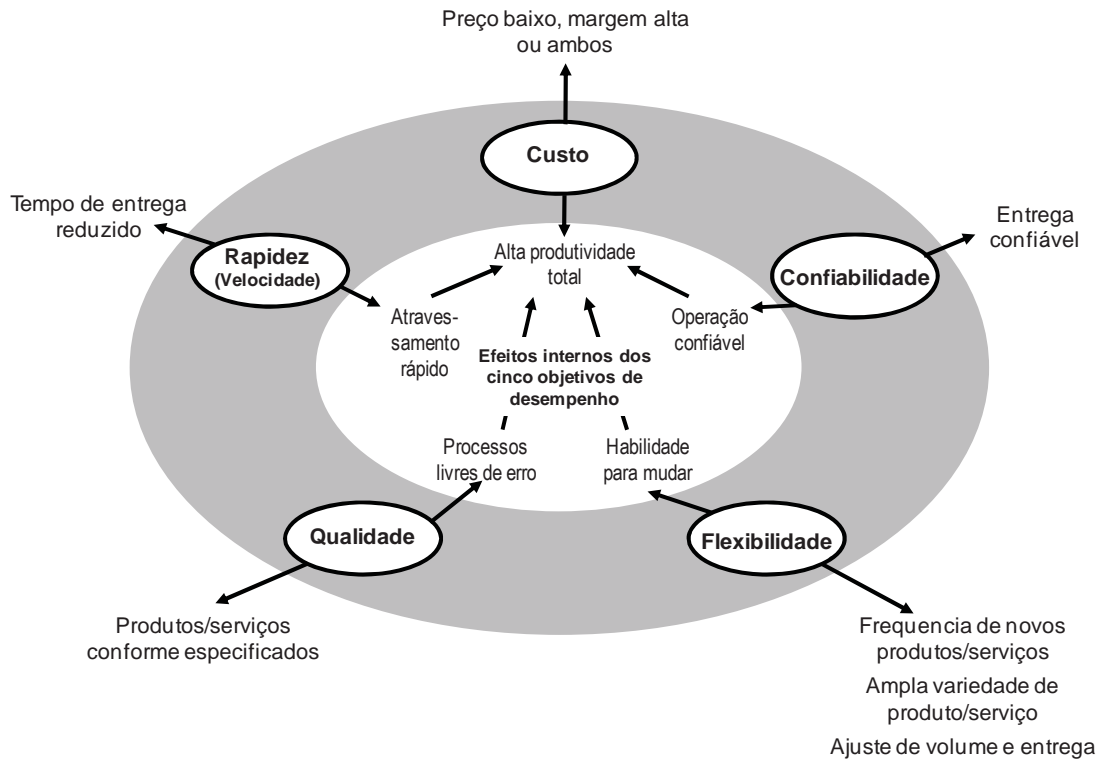 Preço baixo, margem alta
ou ambos
Custo
Tempo de entrega
reduzido
Rapidez
(Velocidade)
Entrega
confiável
Confiabilidade
Alta produtividade
total
Atraves-
samento
rápido
Operação
confiável
Efeitos internos dos
cinco objetivos de
desempenho
Processos
livres de erro
Habilidade
para mudar
Qualidade
Flexibilidade
Produtos/serviços
conforme especificados
Frequencia de novos
produtos/serviços
Ampla variedade de
produto/serviço
Ajuste de volume e entrega